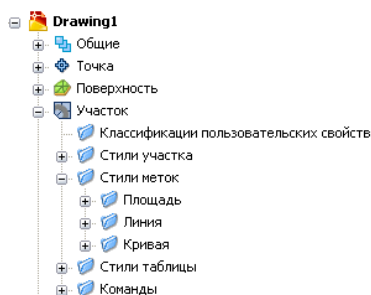 Drawing1
Общие
Точка
Поверхность
Участок
Классификации пользовательских свойств
Стили участка
Стили меток
Площадь
Линия
Кривая
Стили таблицы
Команды